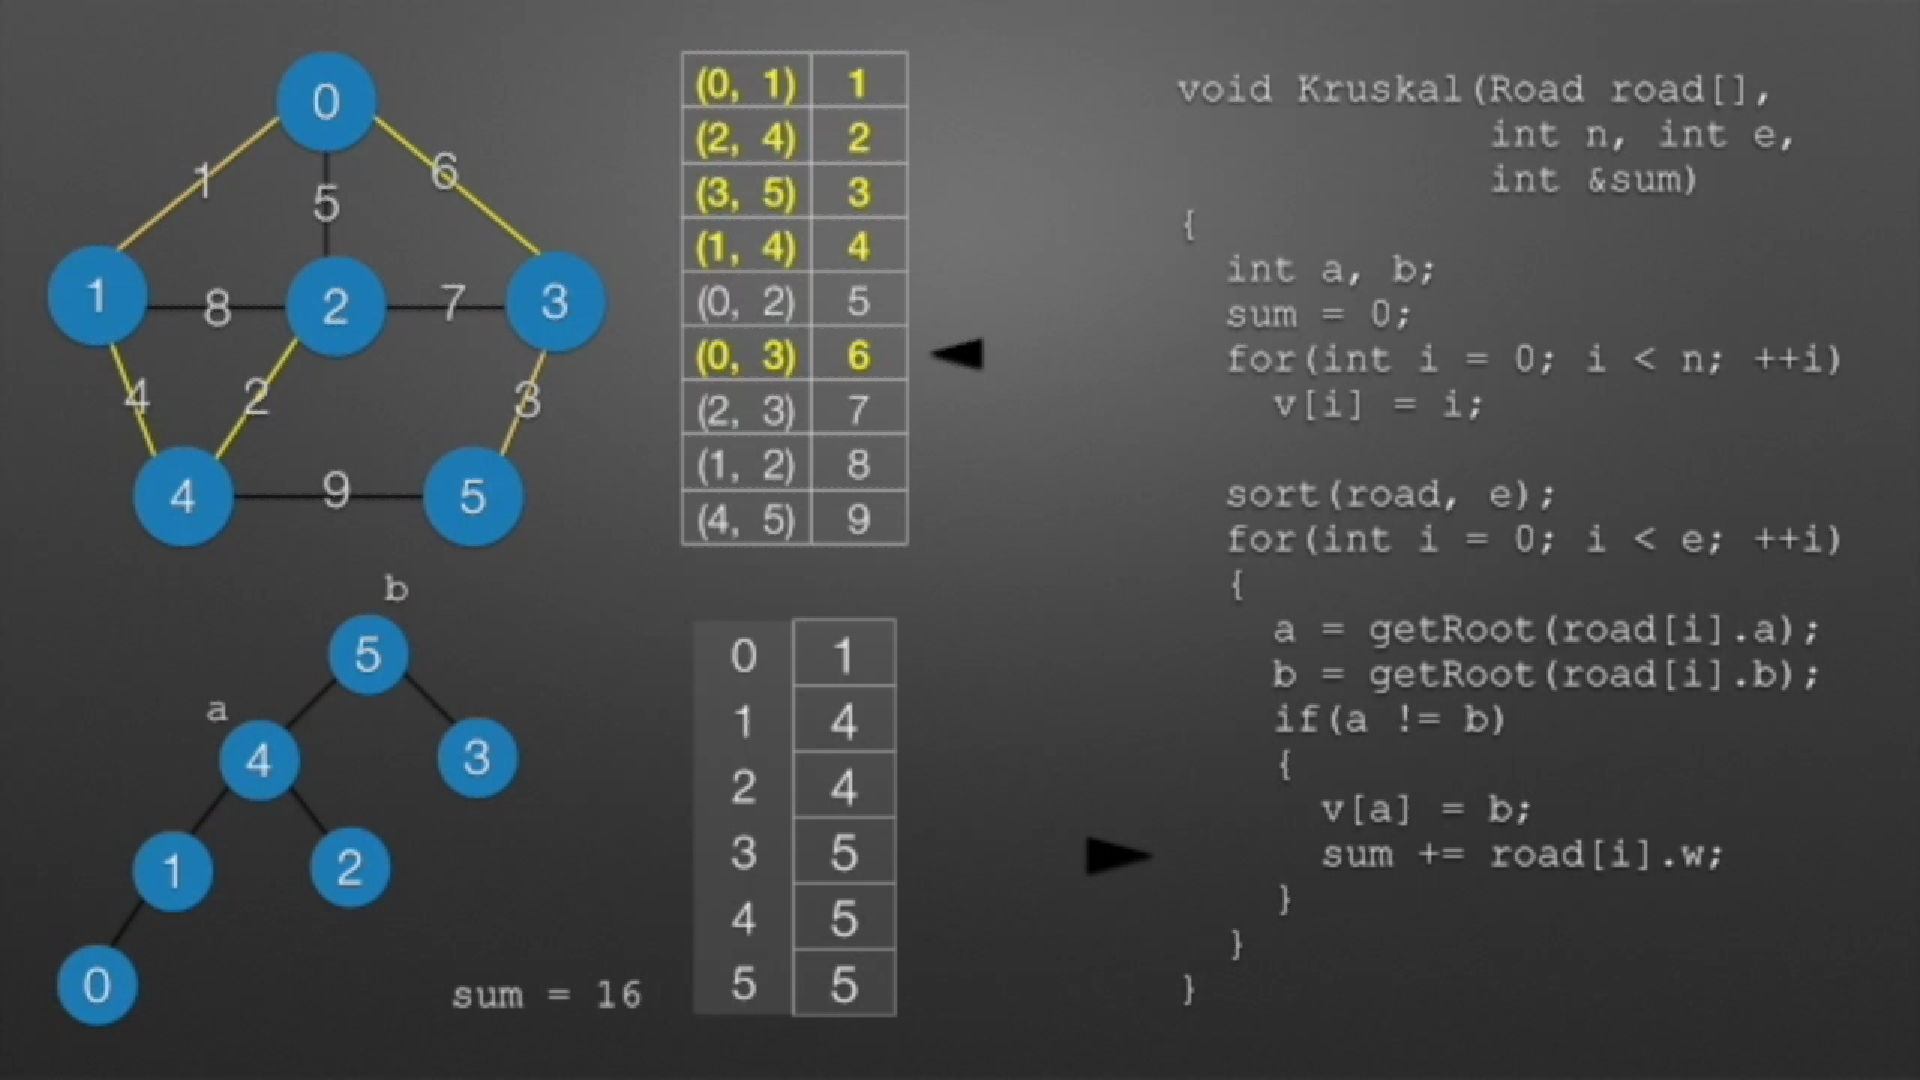 0
1
6
5
1
8
2
7
3
4
2
3
4
9
5
(0, 1) 1
(2, 4) 2
(3, 5) 3
(1, 4) 4
(0, 2) 5
(0, 3) 6
(2, 3) 7
(1, 2) 8
(4, 5) 9
b
5
a
4
3
1
2
0
sum = 16
0 1
1 4
2 4
3 5
4 5
5 5
void Kruskal(Road road[],
int n, int e,
int &sum)
{
int a, b;
sum = 0;
for(int i = 0; i < n; ++i)
v[i] = i;
sort(road, e);
for(int i = 0; i < e; ++i)
{
a = getRoot(road[i].a);
b = getRoot(road[i].b);
if(a != b)
{
v[a] = b;
sum += road[i].w;
}
}
}